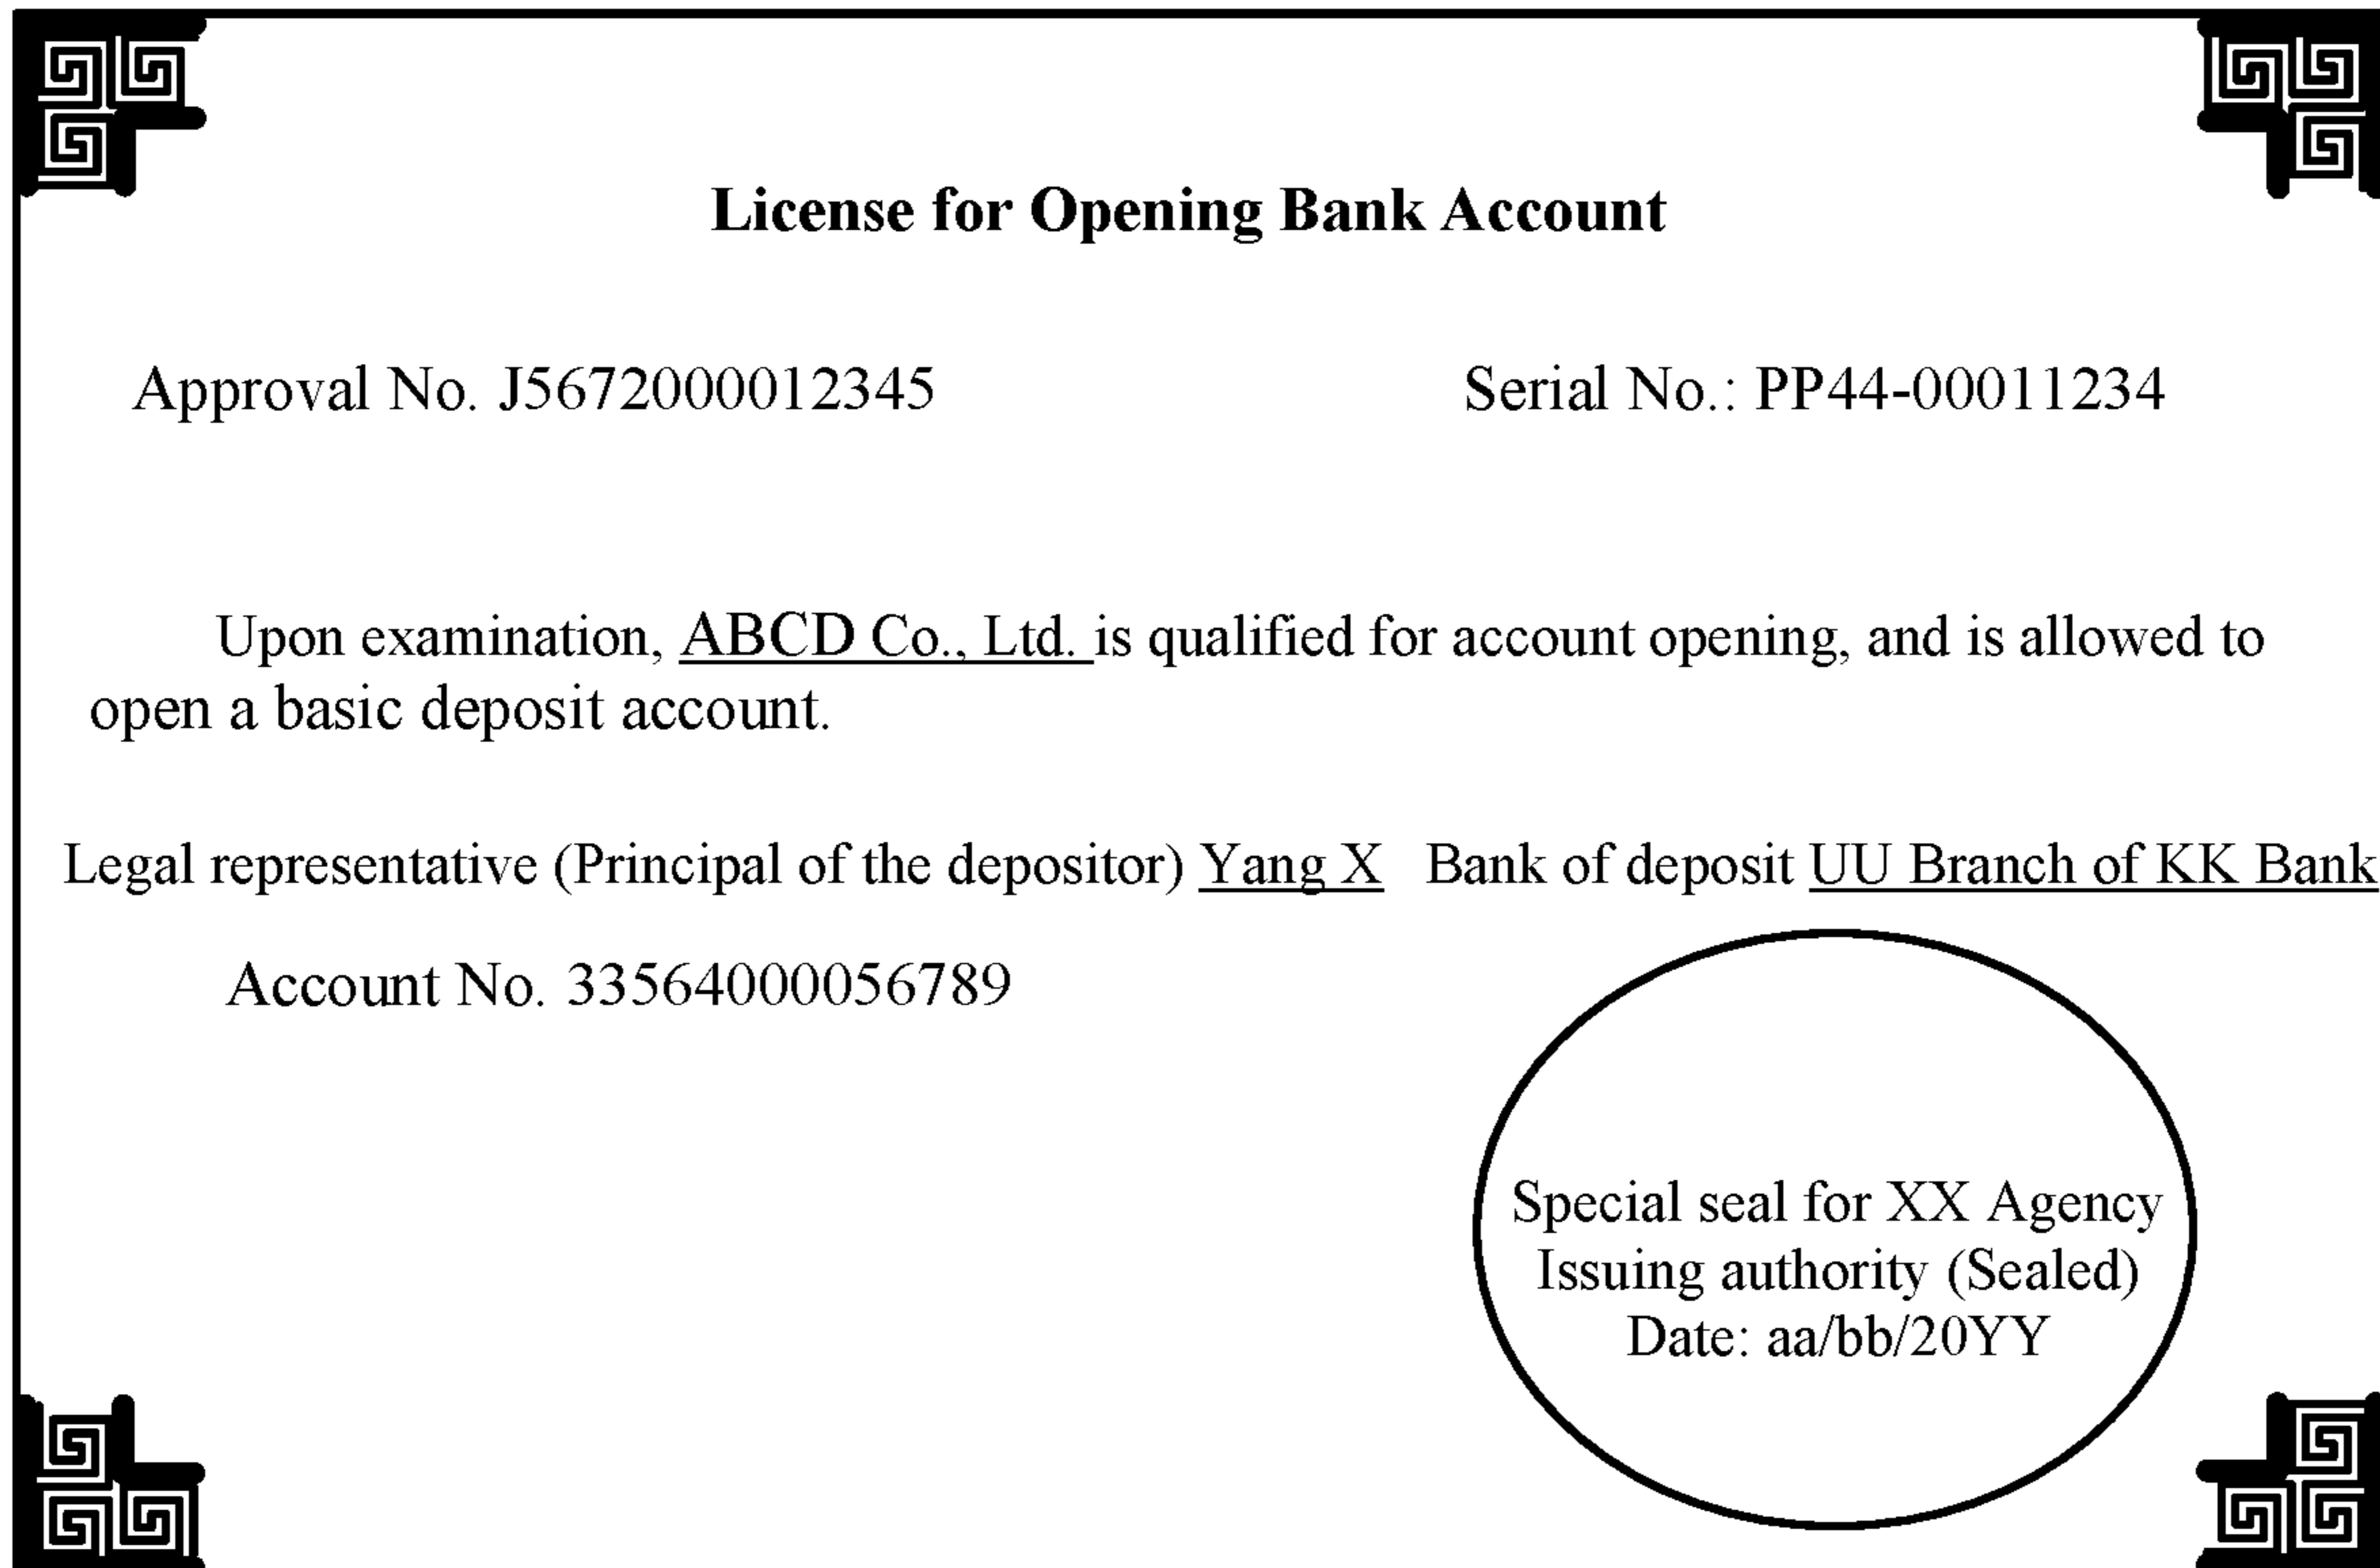 License for Opening Bank Account
Approval No. J5672000012345 Serial No.: PP44-00011234
Upon examination, ABCD Co., Ltd. is qualified for account opening, and is allowed to
open a basic deposit account.
Legal representative (Principal of the depositor) Yang X Bank of deposit UU Branch of KK Bank
Account No. 33564000056789
Special seal for XX Agency
Issuing authority (Sealed)
Date: aa/bb/20YY